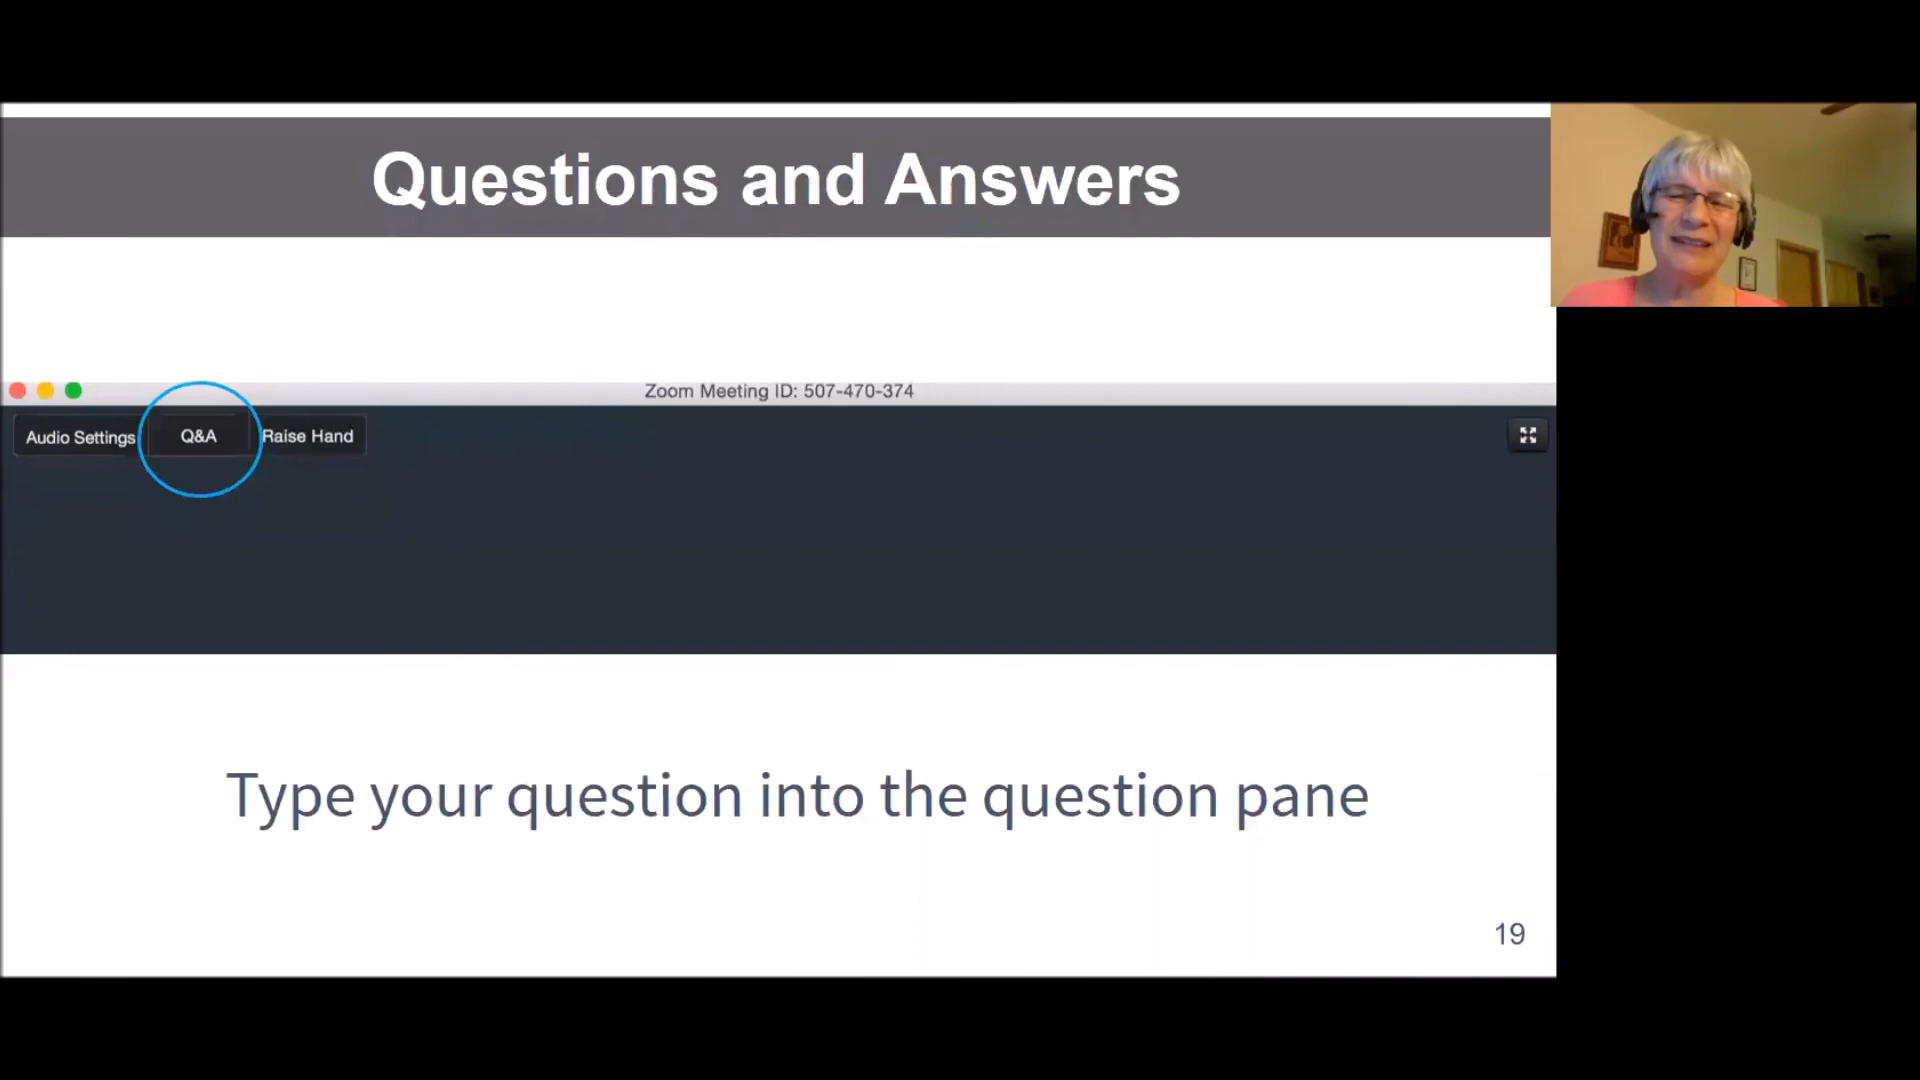 Questions and Answers
Zoom Meeting ID: 507-470-374
Audio Settings Q&A Raise Hand
Type your question into the question pane
19